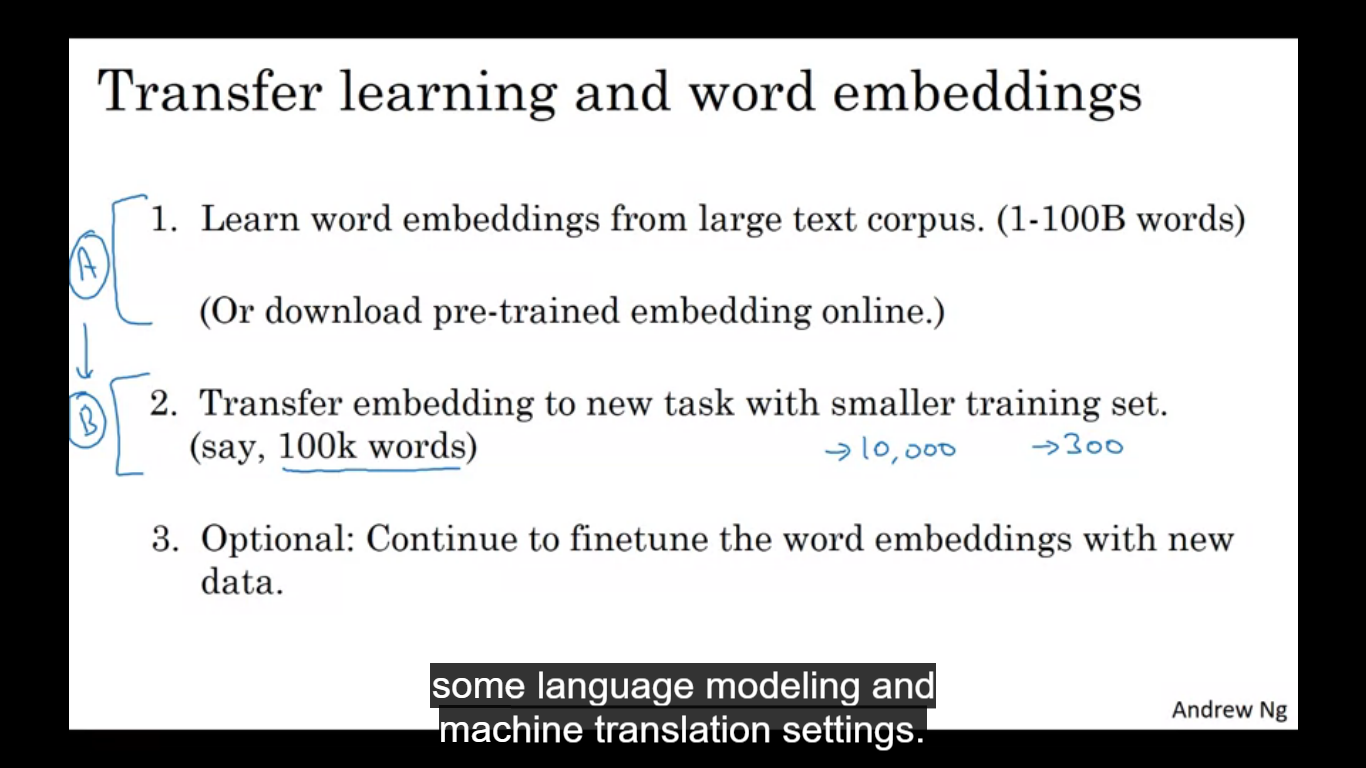 Transfer learning and word embeddings
1. Learn word embeddings from large text corpus. (1-100B words)
A
(Or download pre-trained embedding online.)
2. Transfer embedding to new task with smaller training set.
B
(say, 100k words) →10,000 →300
3. Optional: Continue to finetune the word embeddings with new
data.
some language modeling and
machine translation settings.
Andrew Ng